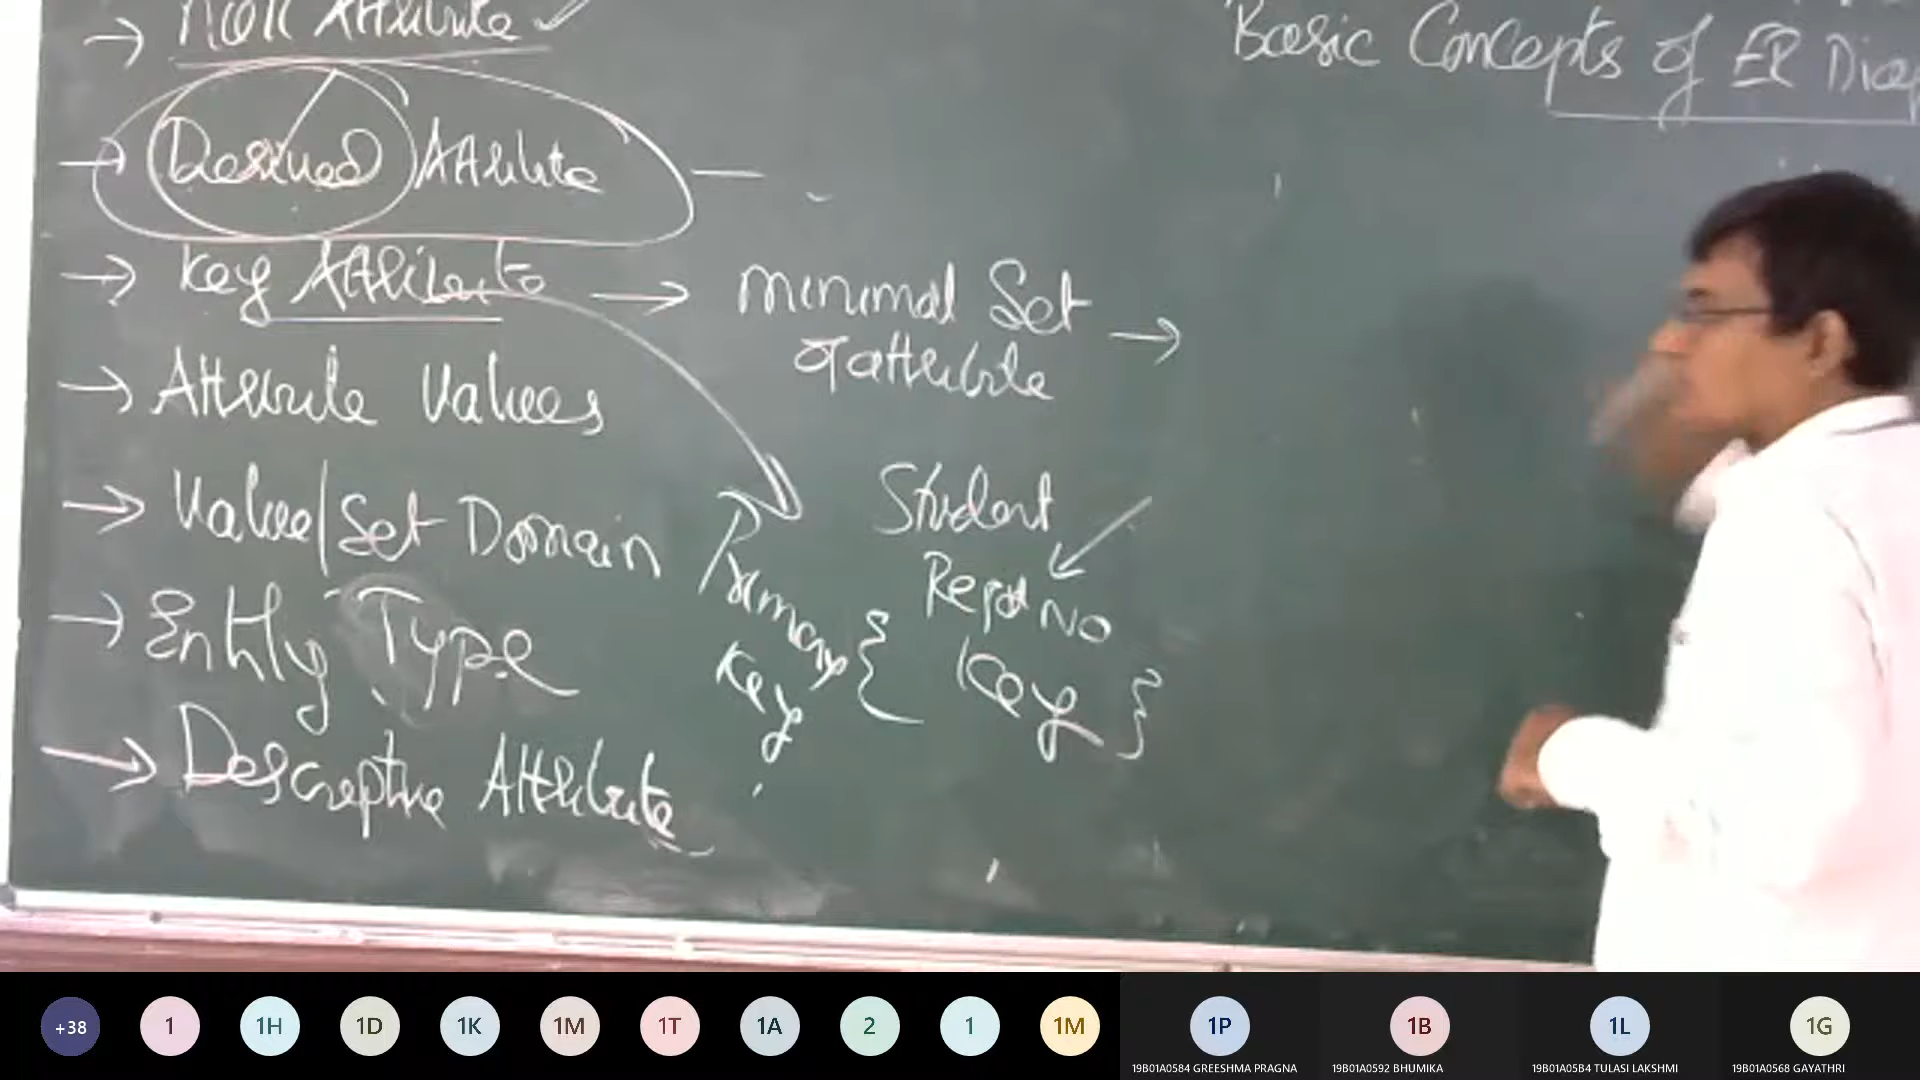 → Null Attribute ✓
Basic Concepts of ER Diag
→ Derived Attribute —
→ Key Attribute → minimal Set →
of attribute
→ Attribute Values
→ Value/Set Domain
Student
Regd No
Primary
Key { Key }
→ Entity Type
→ Descriptive Attribute
+38 1 1H 1D 1K 1M 1T 1A 2 1 1M 1P 1B 1L 1G
19B01A0584 GREESHMA PRAGNA 19B01A0592 BHUMIKA 19B01A05B4 TULASI LAKSHMI 19B01A0568 GAYATHRI